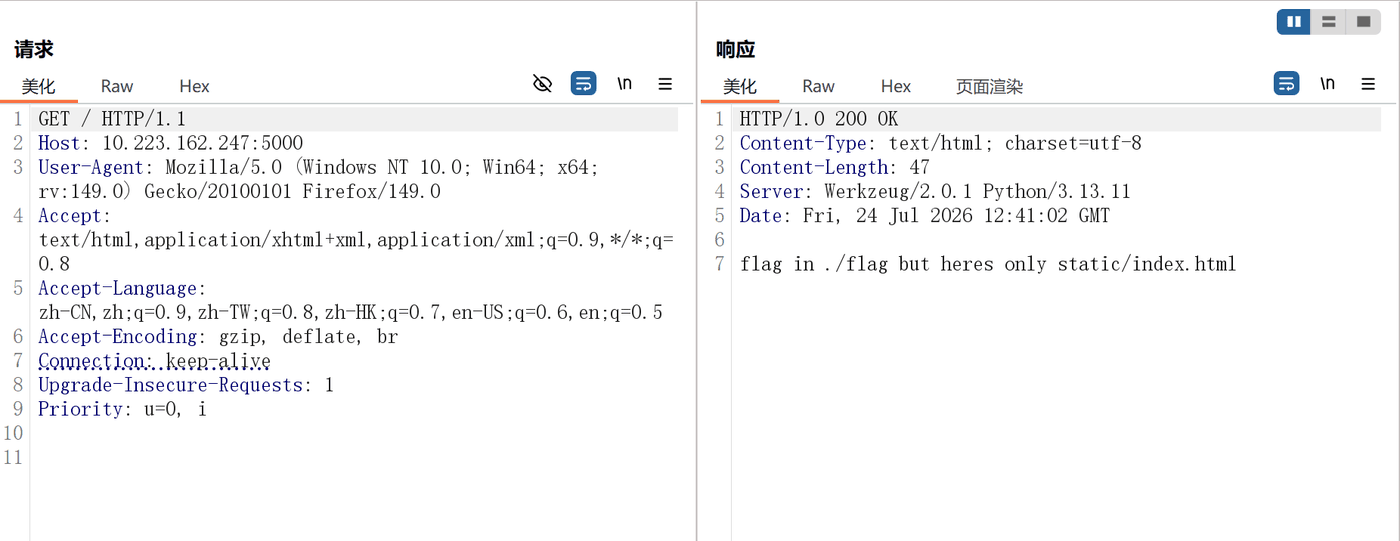 请求
美化 Raw Hex \n
1 GET / HTTP/1.1
2 Host: 10.223.162.247:5000
3 User-Agent: Mozilla/5.0 (Windows NT 10.0; Win64; x64;
rv:149.0) Gecko/20100101 Firefox/149.0
4 Accept:
text/html,application/xhtml+xml,application/xml;q=0.9,*/*;q=
0.8
5 Accept-Language:
zh-CN,zh;q=0.9,zh-TW;q=0.8,zh-HK;q=0.7,en-US;q=0.6,en;q=0.5
6 Accept-Encoding: gzip, deflate, br
7 Connection: keep-alive
8 Upgrade-Insecure-Requests: 1
9 Priority: u=0, i
10
11
响应
美化 Raw Hex 页面渲染 \n
1 HTTP/1.0 200 OK
2 Content-Type: text/html; charset=utf-8
3 Content-Length: 47
4 Server: Werkzeug/2.0.1 Python/3.13.11
5 Date: Fri, 24 Jul 2026 12:41:02 GMT
6
7 flag in ./flag but heres only static/index.html